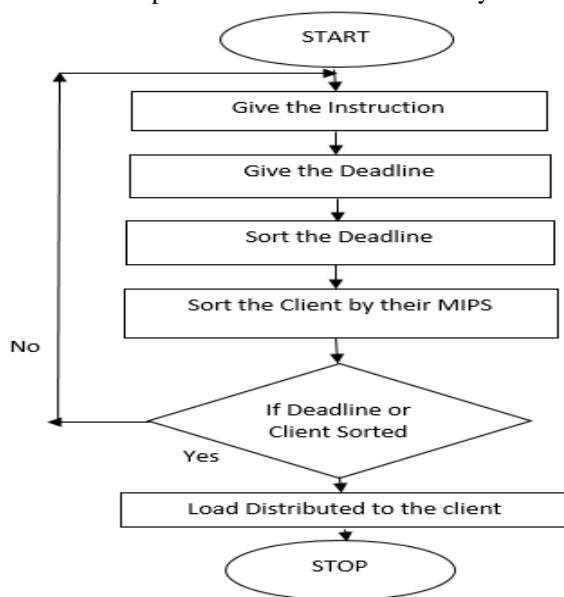 START
Give the Instruction
Give the Deadline
Sort the Deadline
Sort the Client by their MIPS
No
If Deadline or
Client Sorted
Yes
Load Distributed to the client
STOP